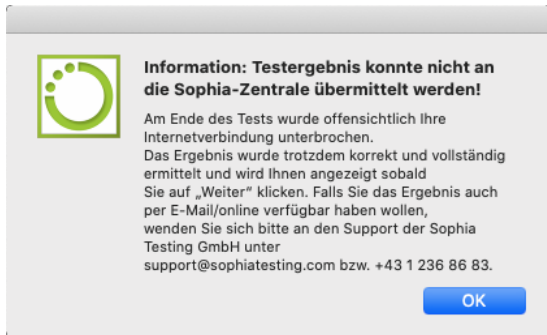 Information: Testergebnis konnte nicht an
die Sophia-Zentrale übermittelt werden!
Am Ende des Tests wurde offensichtlich Ihre
Internetverbindung unterbrochen.
Das Ergebnis wurde trotzdem korrekt und vollständig
ermittelt und wird Ihnen angezeigt sobald
Sie auf „Weiter“ klicken. Falls Sie das Ergebnis auch
per E-Mail/online verfügbar haben wollen,
wenden Sie sich bitte an den Support der Sophia
Testing GmbH unter
support@sophiatesting.com bzw. +43 1 236 86 83.
OK